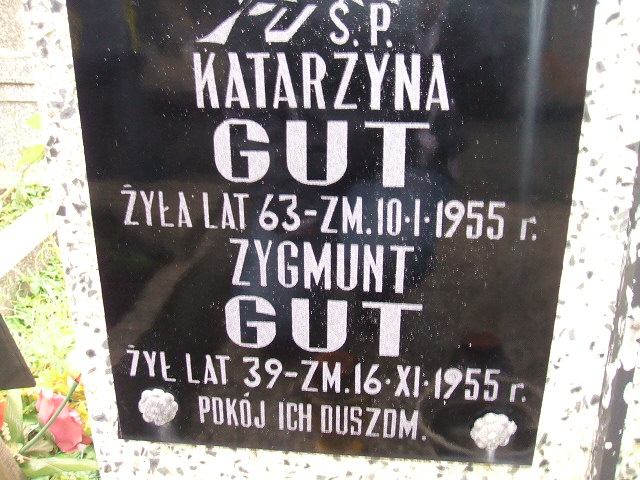 Ś.P.
KATARZYNA
GUT
ŻYŁA LAT 63-ZM.10·I·1955 r.
ZYGMUNT
GUT
ŻYŁ LAT 39-ZM.16·XI·1955 r.
POKÓJ ICH DUSZOM.